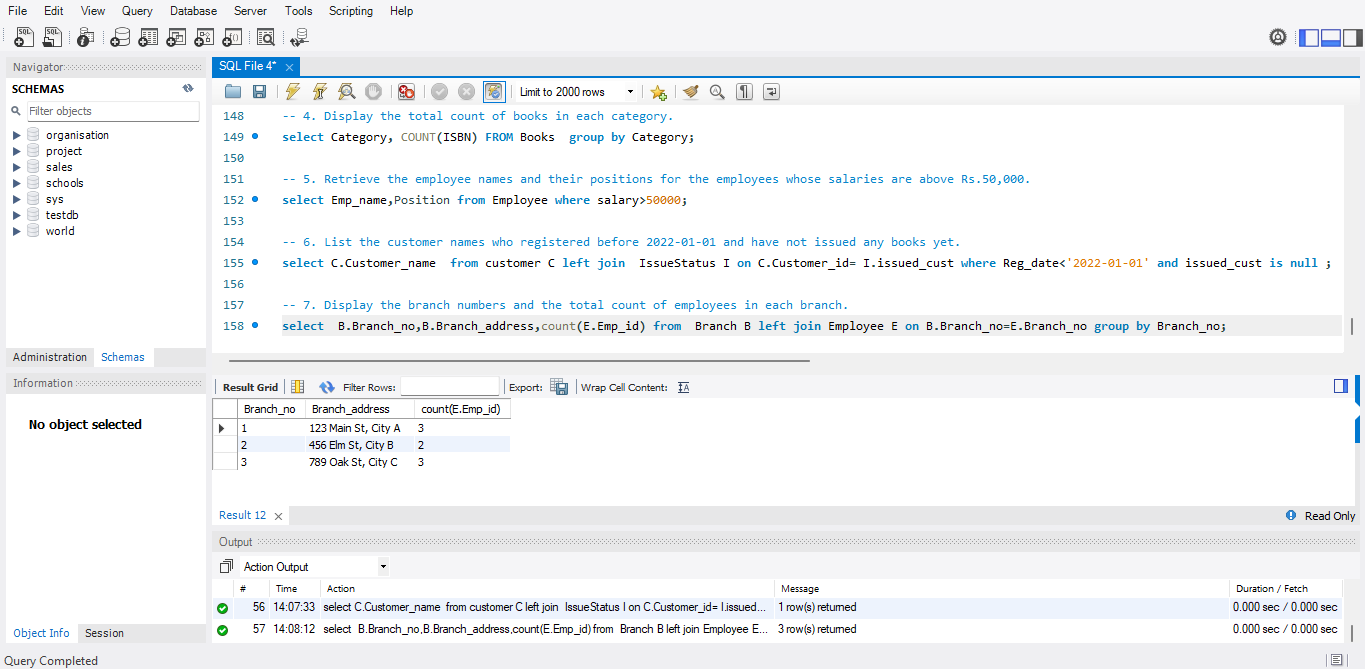 File Edit View Query Database Server Tools Scripting Help
Navigator
SCHEMAS
Filter objects
organisation
project
sales
schools
sys
testdb
world
Administration Schemas
Information
No object selected
Object Info Session
SQL File 4*
Limit to 2000 rows
148 -- 4. Display the total count of books in each category.
149 select Category, COUNT(ISBN) FROM Books  group by Category;
150
151 -- 5. Retrieve the employee names and their positions for the employees whose salaries are above Rs.50,000.
152 select Emp_name,Position from Employee where salary>50000;
153
154 -- 6. List the customer names who registered before 2022-01-01 and have not issued any books yet.
155 select C.Customer_name  from customer C left join  IssueStatus I on C.Customer_id= I.issued_cust where Reg_date<'2022-01-01' and issued_cust is null ;
156
157 -- 7. Display the branch numbers and the total count of employees in each branch.
158 select  B.Branch_no,B.Branch_address,count(E.Emp_id) from  Branch B left join Employee E on B.Branch_no=E.Branch_no group by Branch_no;
Result Grid Filter Rows: Export: Wrap Cell Content:
Branch_no Branch_address count(E.Emp_id)
1 123 Main St, City A 3
2 456 Elm St, City B 2
3 789 Oak St, City C 3
Result 12 Read Only
Output
Action Output
# Time Action Message Duration / Fetch
56 14:07:33 select C.Customer_name  from customer C left join  IssueStatus I on C.Customer_id= I.issued... 1 row(s) returned 0.000 sec / 0.000 sec
57 14:08:12 select  B.Branch_no,B.Branch_address,count(E.Emp_id) from  Branch B left join Employee E... 3 row(s) returned 0.000 sec / 0.000 sec
Query Completed